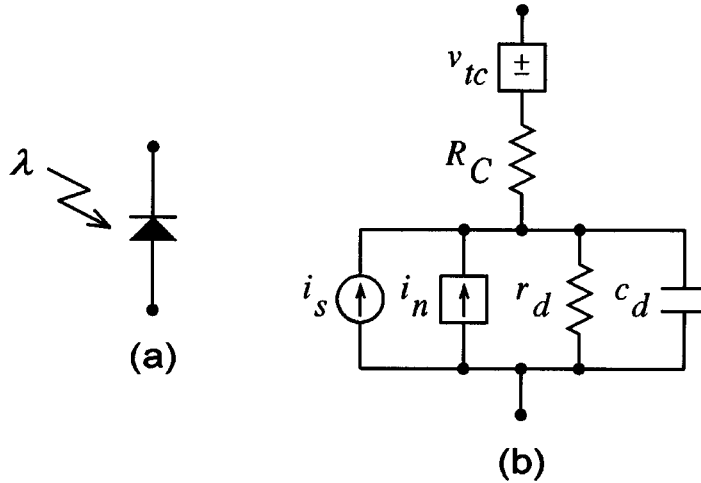 v_tc ±
R_C
λ
i_s i_n r_d c_d
(a)
(b)